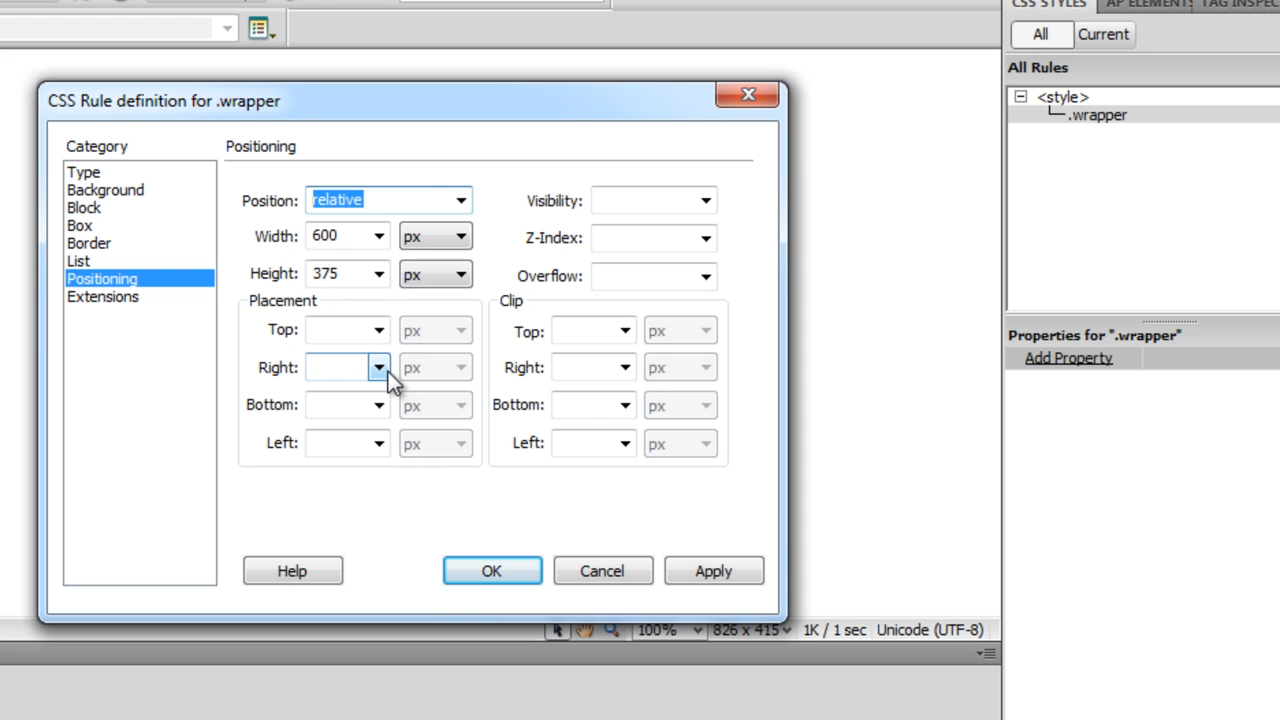 CSS STYLES
AP ELEMENTS
TAG INSPEC
All
Current
All Rules
<style>
.wrapper
CSS Rule definition for .wrapper
Category
Type
Background
Block
Box
Border
List
Positioning
Extensions
Positioning
Position: relative
Visibility:
Width: 600 px
Z-Index:
Height: 375 px
Overflow:
Placement
Top: px
Right: px
Bottom: px
Left: px
Clip
Top: px
Right: px
Bottom: px
Left: px
Help
OK
Cancel
Apply
Properties for ".wrapper"
Add Property
100%
826 x 415
1K / 1 sec
Unicode (UTF-8)